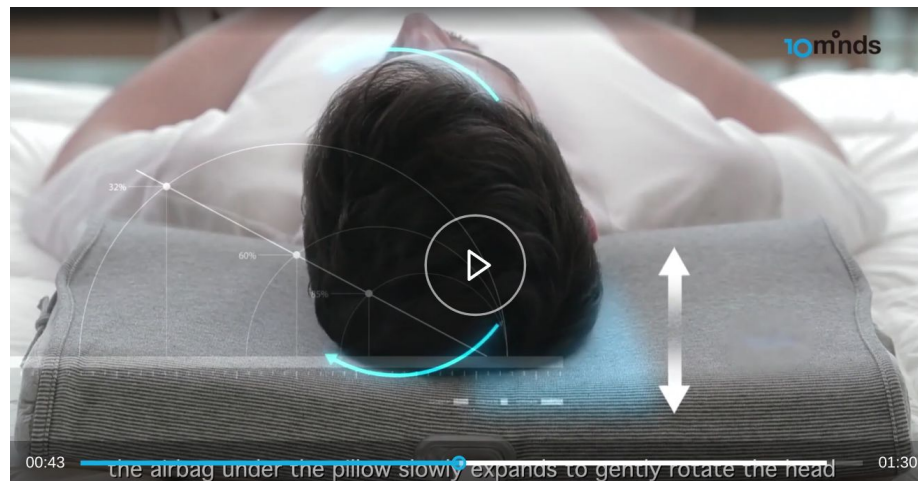 10minds
32%
60%
65%
00:43
01:30
the airbag under the pillow slowly expands to gently rotate the head